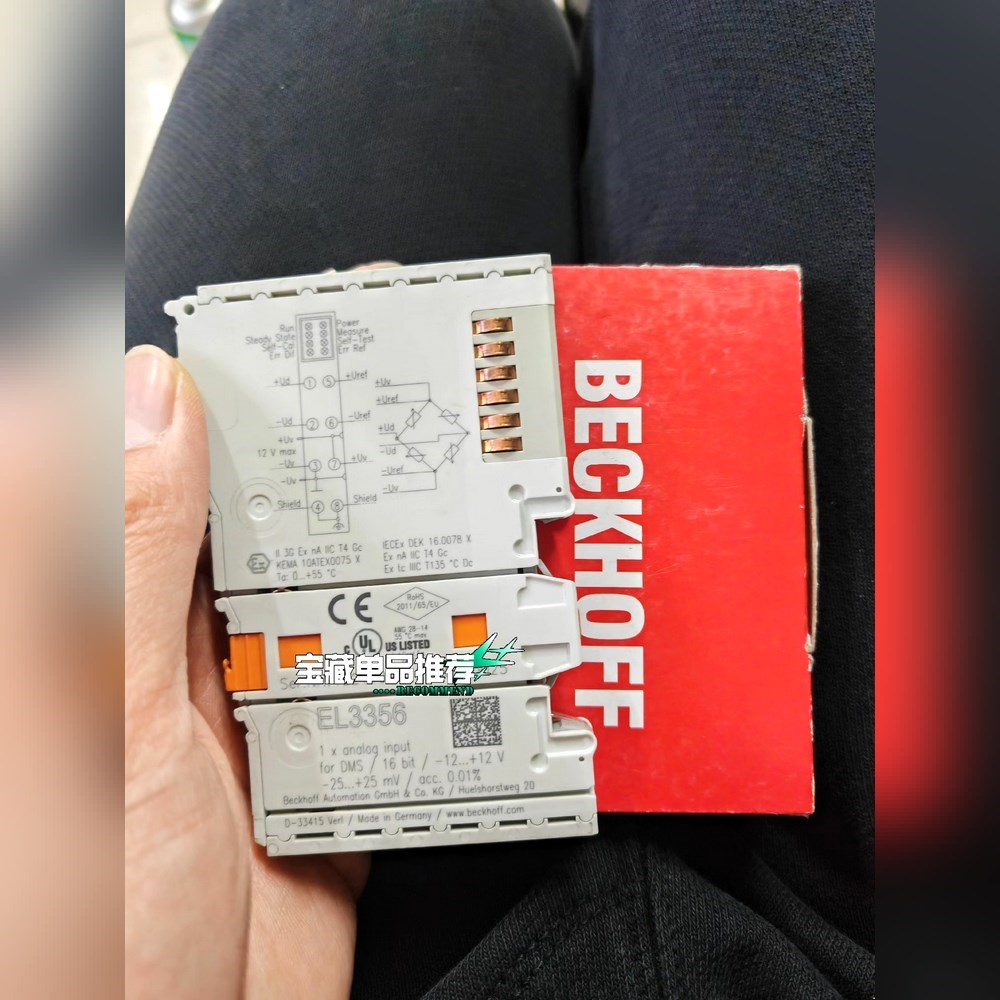 Run
Steady State
Self-Cal
Err Dif
Power
Measure
Self-Test
Err Ref
+Ud 1 5 +Uref
-Ud 2 6 -Uref
+Uv
12 V max
-Uv 3 7 +Uv
-Uv
Shield 4 8 Shield
+Uv
+Uref
+Ud
-Ud
-Uref
-Uv
Ex
II 3G Ex nA IIC T4 Gc
KEMA 10ATEX0075 X
Ta: 0...+55 °C
IECEx DEK 16.0078 X
Ex nA IIC T4 Gc
Ex tc IIIC T135 °C Dc
CE
RoHS
2011/65/EU
AWG 28-14
55 °C max
C UL US LISTED
宝藏单品推荐
RECOMMEND
EL3356
1 x analog input
for DMS / 16 bit / -12...+12 V
-25...+25 mV / acc. 0.01%
Beckhoff Automation GmbH & Co. KG / Huelshorstweg 20
D-33415 Verl / Made in Germany / www.beckhoff.com
BECKHOFF